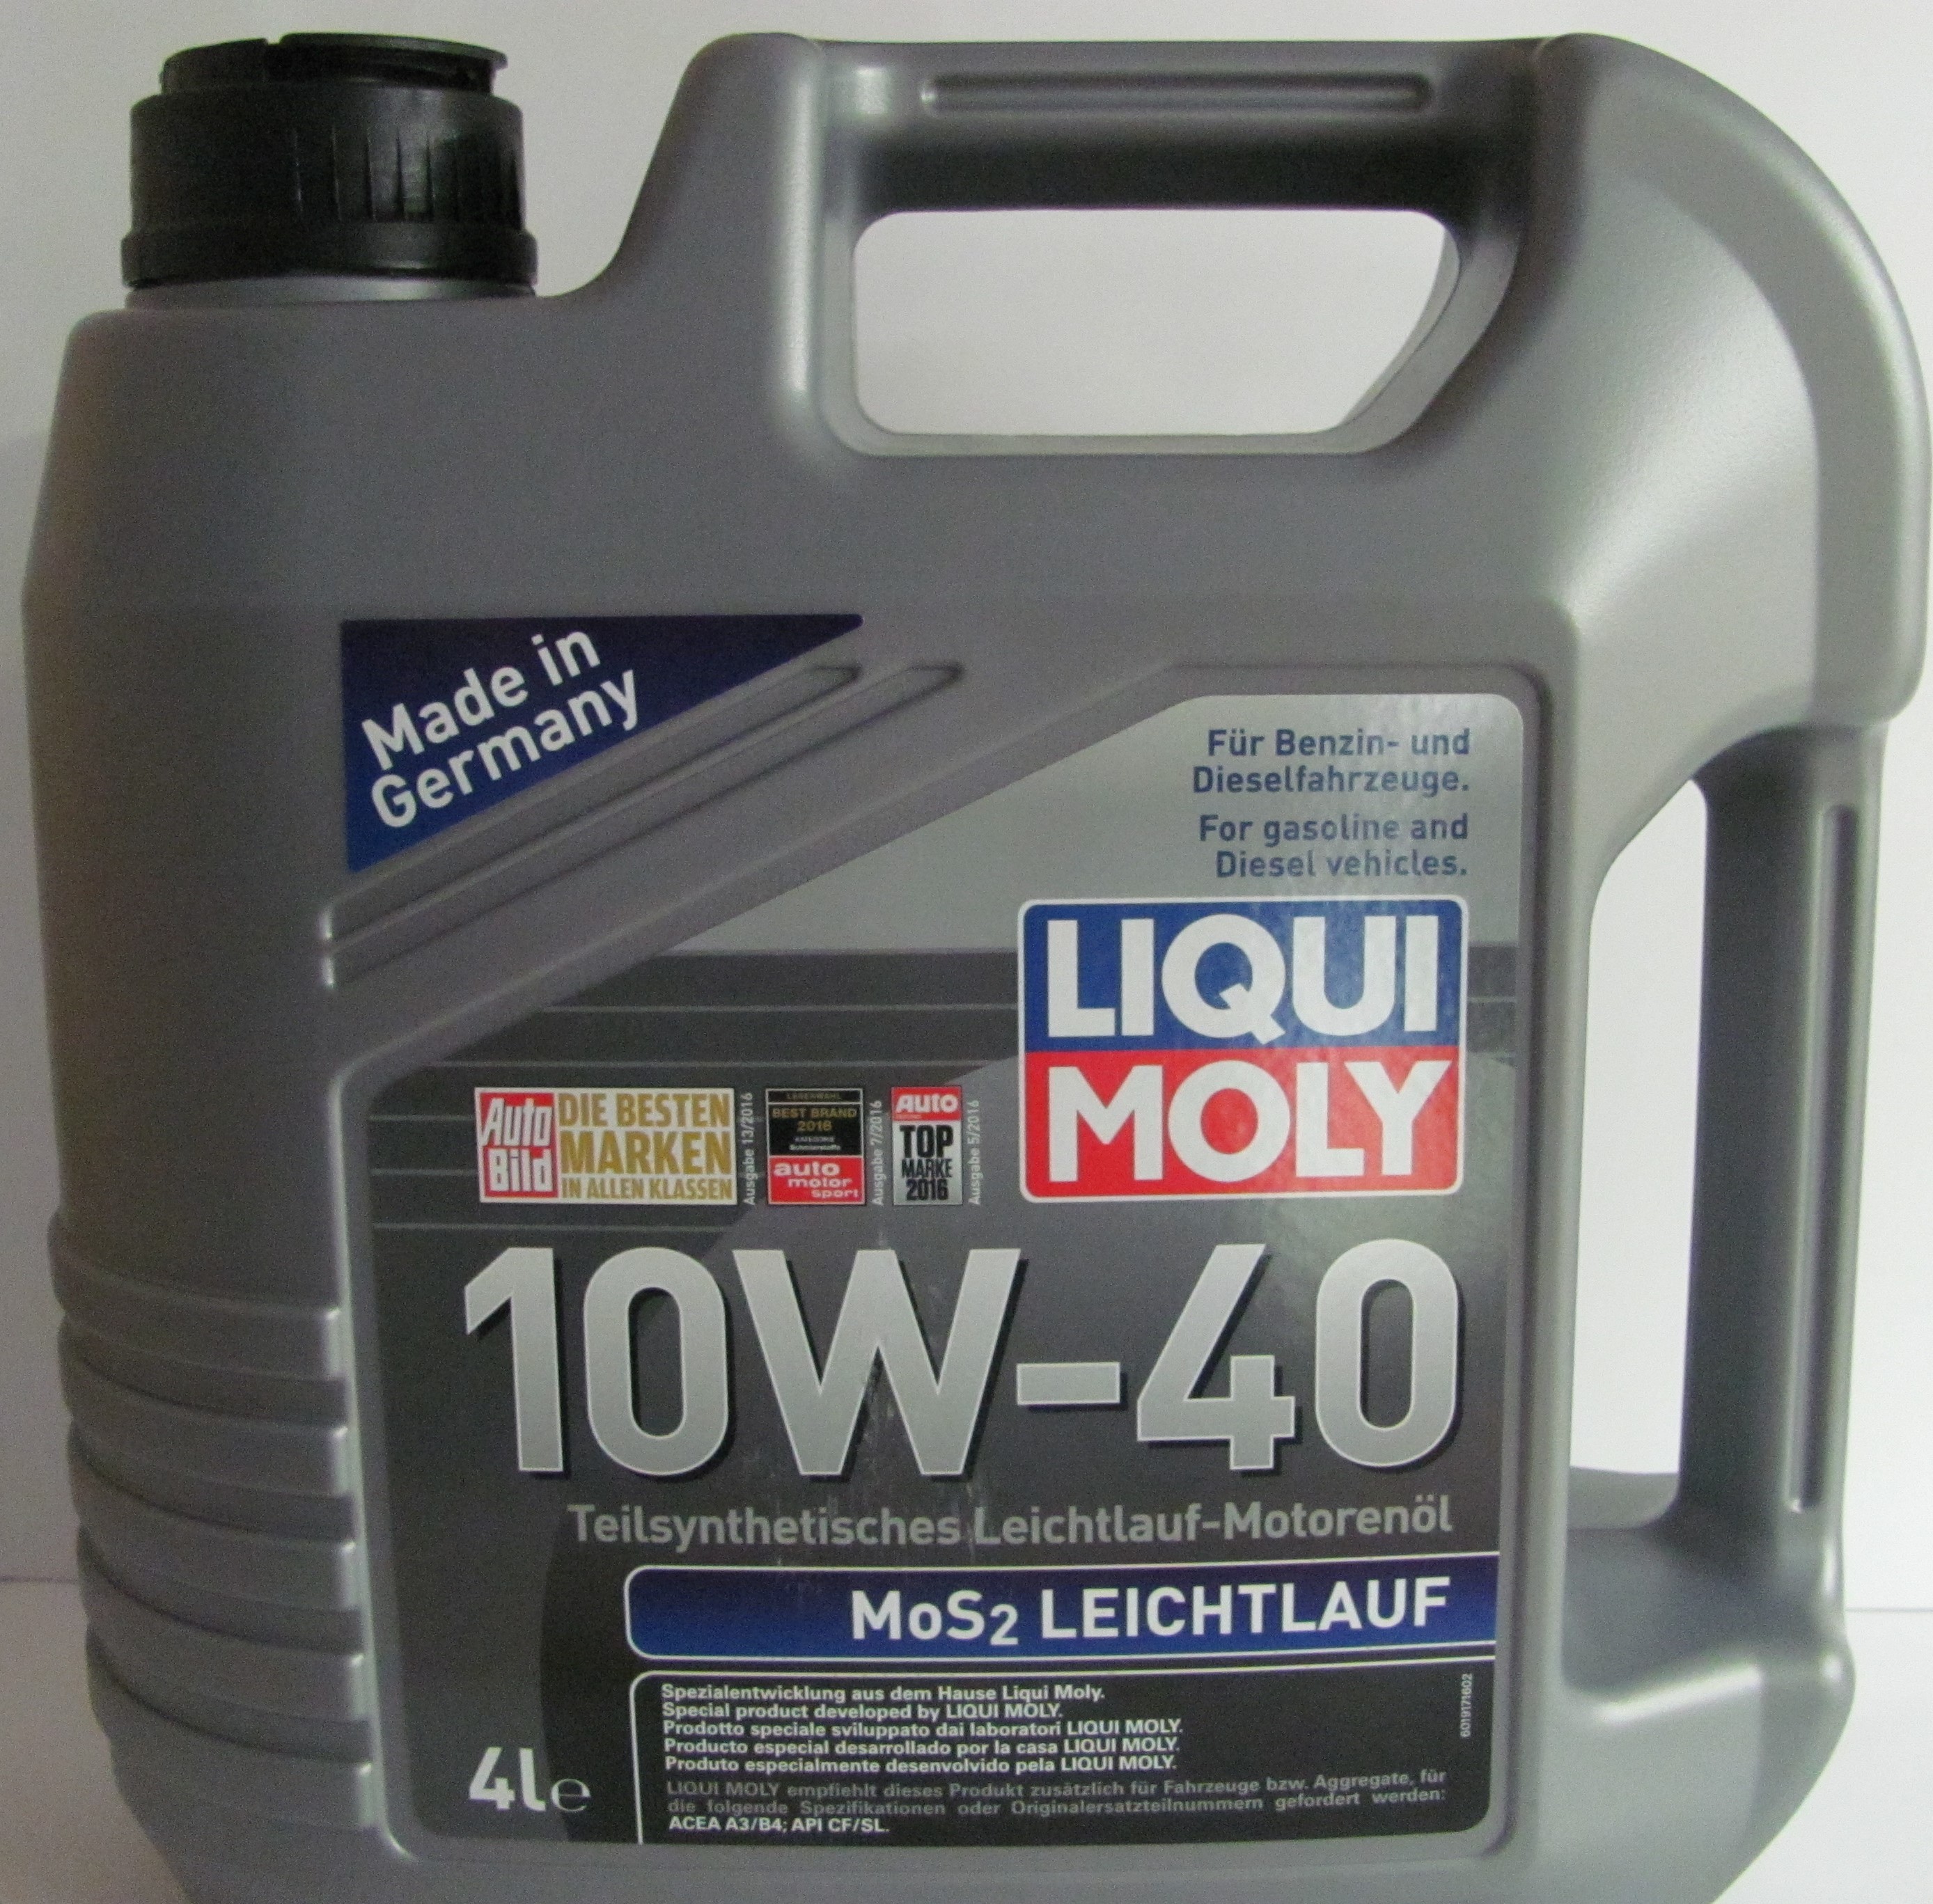 Made in
Germany
Für Benzin- und
Dieselfahrzeuge.
For gasoline and
Diesel vehicles.
LIQUI
MOLY
Auto
Bild
DIE BESTEN
MARKEN
IN ALLEN KLASSEN
Ausgabe 13/2016
LESERWAHL
BEST BRAND
2016
KATEGORIE
Schmierstoffe
auto
motor
sport
Ausgabe 7/2016
Auto
TOP
MARKE
2016
Ausgabe 5/2016
10W-40
Teilsynthetisches Leichtlauf-Motorenöl
MoS2 LEICHTLAUF
Spezialentwicklung aus dem Hause Liqui Moly.
Special product developed by LIQUI MOLY.
Prodotto speciale sviluppato dai laboratori LIQUI MOLY.
Producto especial desarrollado por la casa LIQUI MOLY.
Produto especialmente desenvolvido pela LIQUI MOLY.
LIQUI MOLY empfiehlt dieses Produkt zusätzlich für Fahrzeuge bzw. Aggregate, für
die folgende Spezifikationen oder Originalersatzteilnummern gefordert werden:
ACEA A3/B4; API CF/SL.
4l℮
6019171602